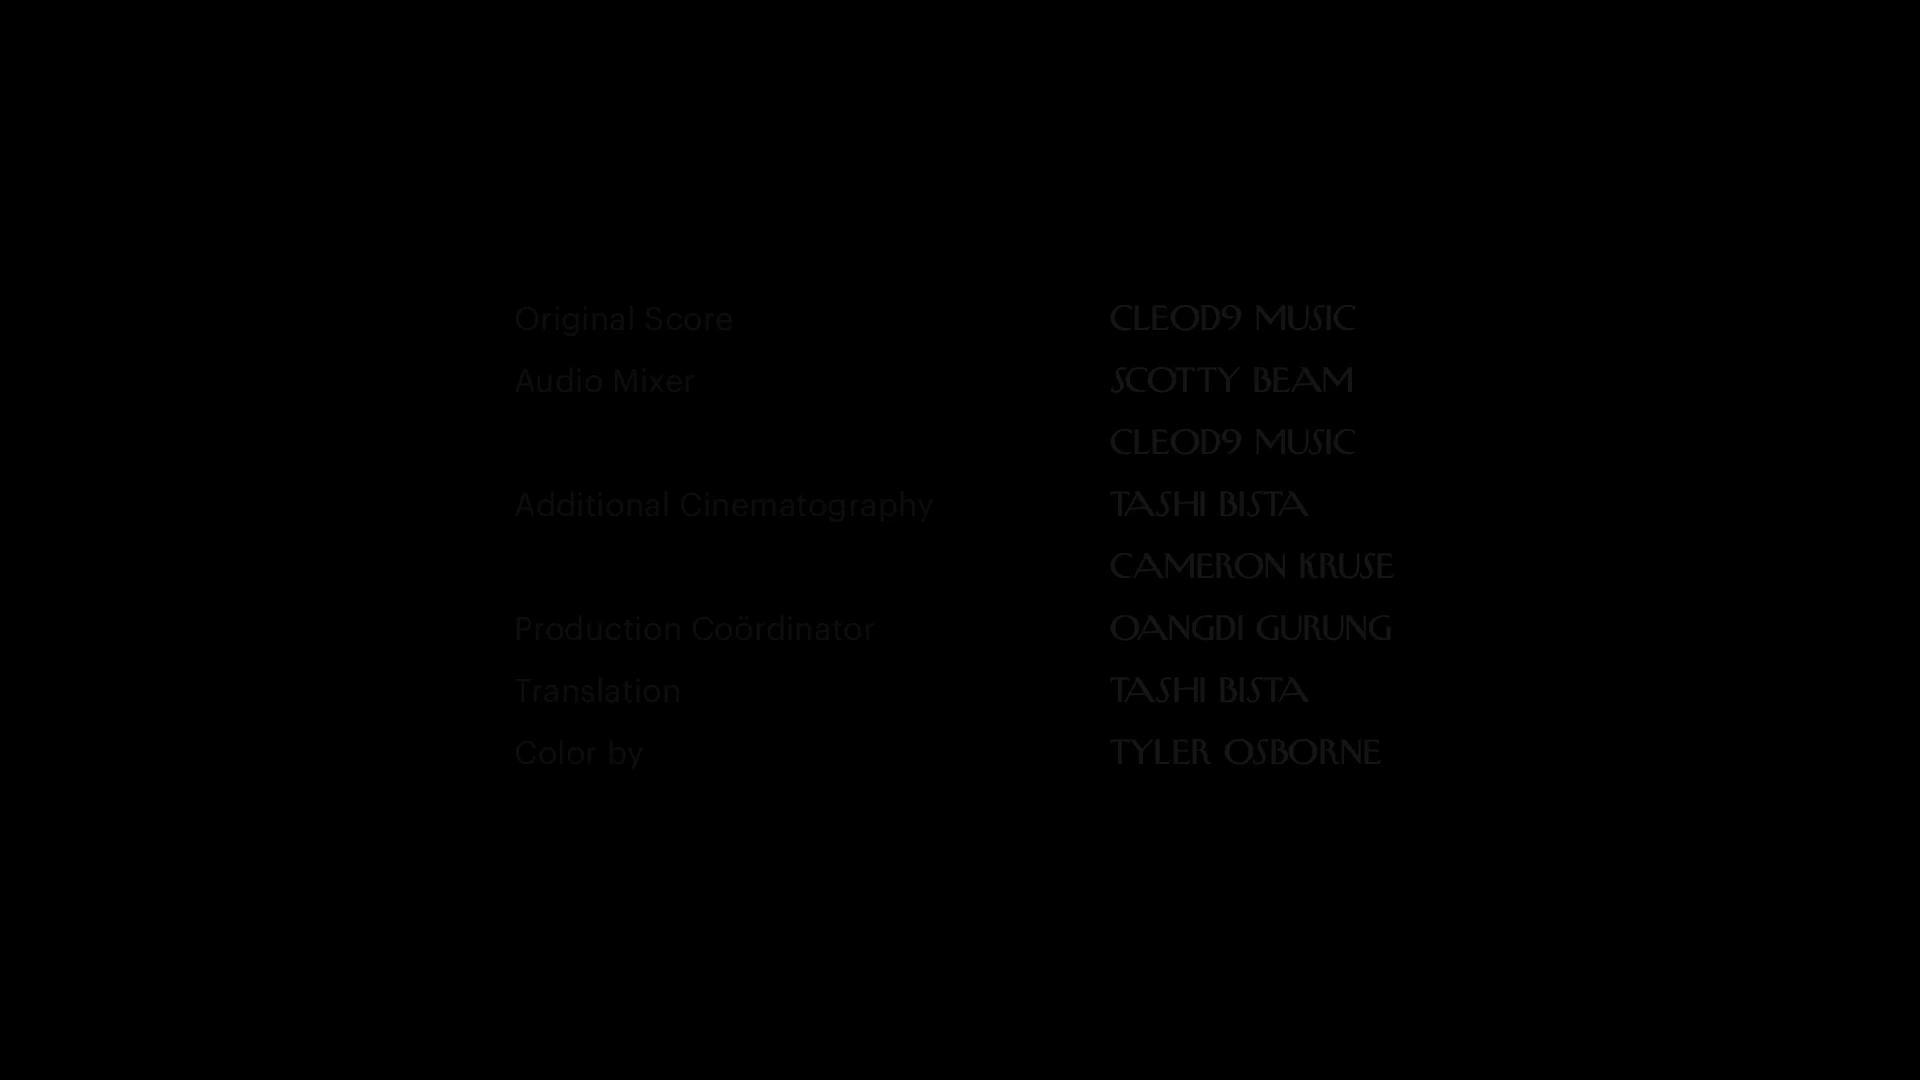 Original Score CLEOD9 MUSIC
Audio Mixer SCOTTY BEAM
CLEOD9 MUSIC
Additional Cinematography TASHI BISTA
CAMERON KRUSE
Production Coördinator OANGDI GURUNG
Translation TASHI BISTA
Color by TYLER OSBORNE